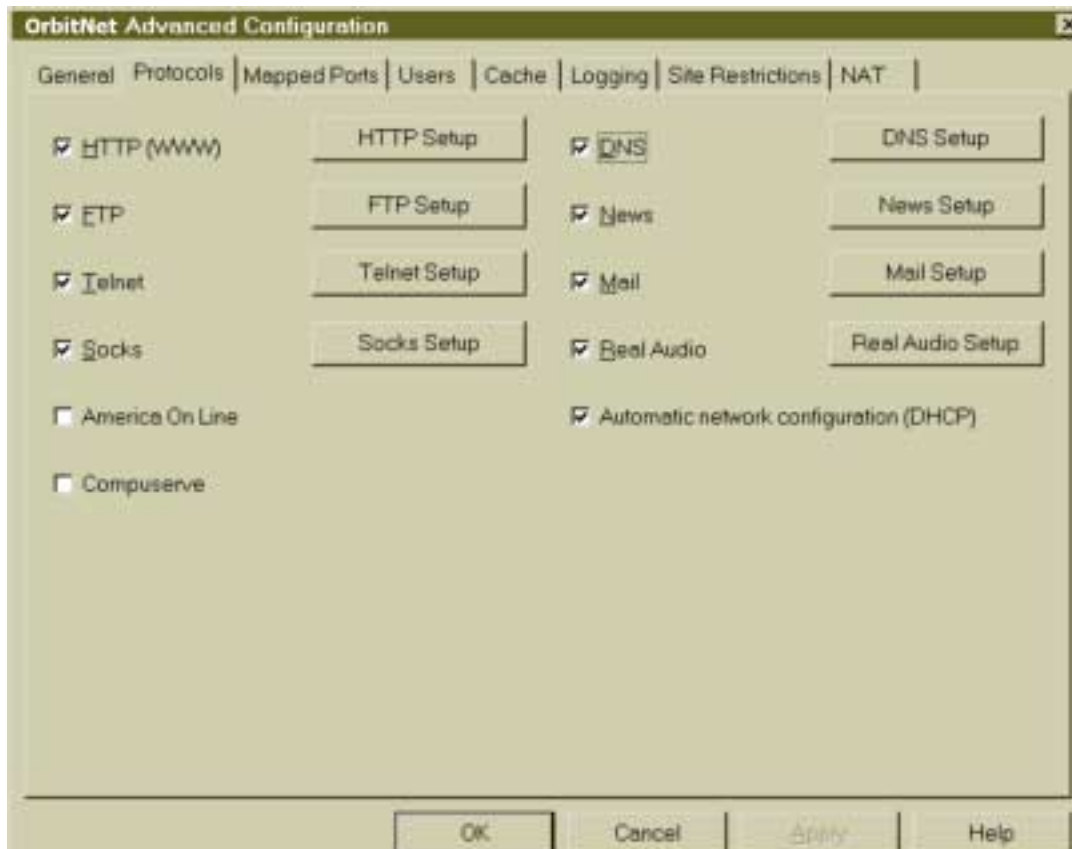 OrbitNet Advanced Configuration
General Protocols Mapped Ports Users Cache Logging Site Restrictions NAT
HTTP (WWW) HTTP Setup DNS DNS Setup
FTP FTP Setup News News Setup
Telnet Telnet Setup Mail Mail Setup
Socks Socks Setup Real Audio Real Audio Setup
America On Line Automatic network configuration (DHCP)
Compuserve
OK Cancel Apply Help